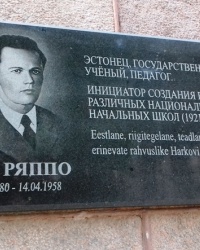 ЭСТОНЕЦ, ГОСУДАРСТВЕН
УЧЁНЫЙ, ПЕДАГОГ.
ИНИЦИАТОР СОЗДАНИЯ
РАЗЛИЧНЫХ НАЦИОНАЛ
НАЧАЛЬНЫХ ШКОЛ (192
Eestlane, riigitegelane, teadlan
erinevate rahvuslike Harkovi
РЯППО
80 - 14.04.1958